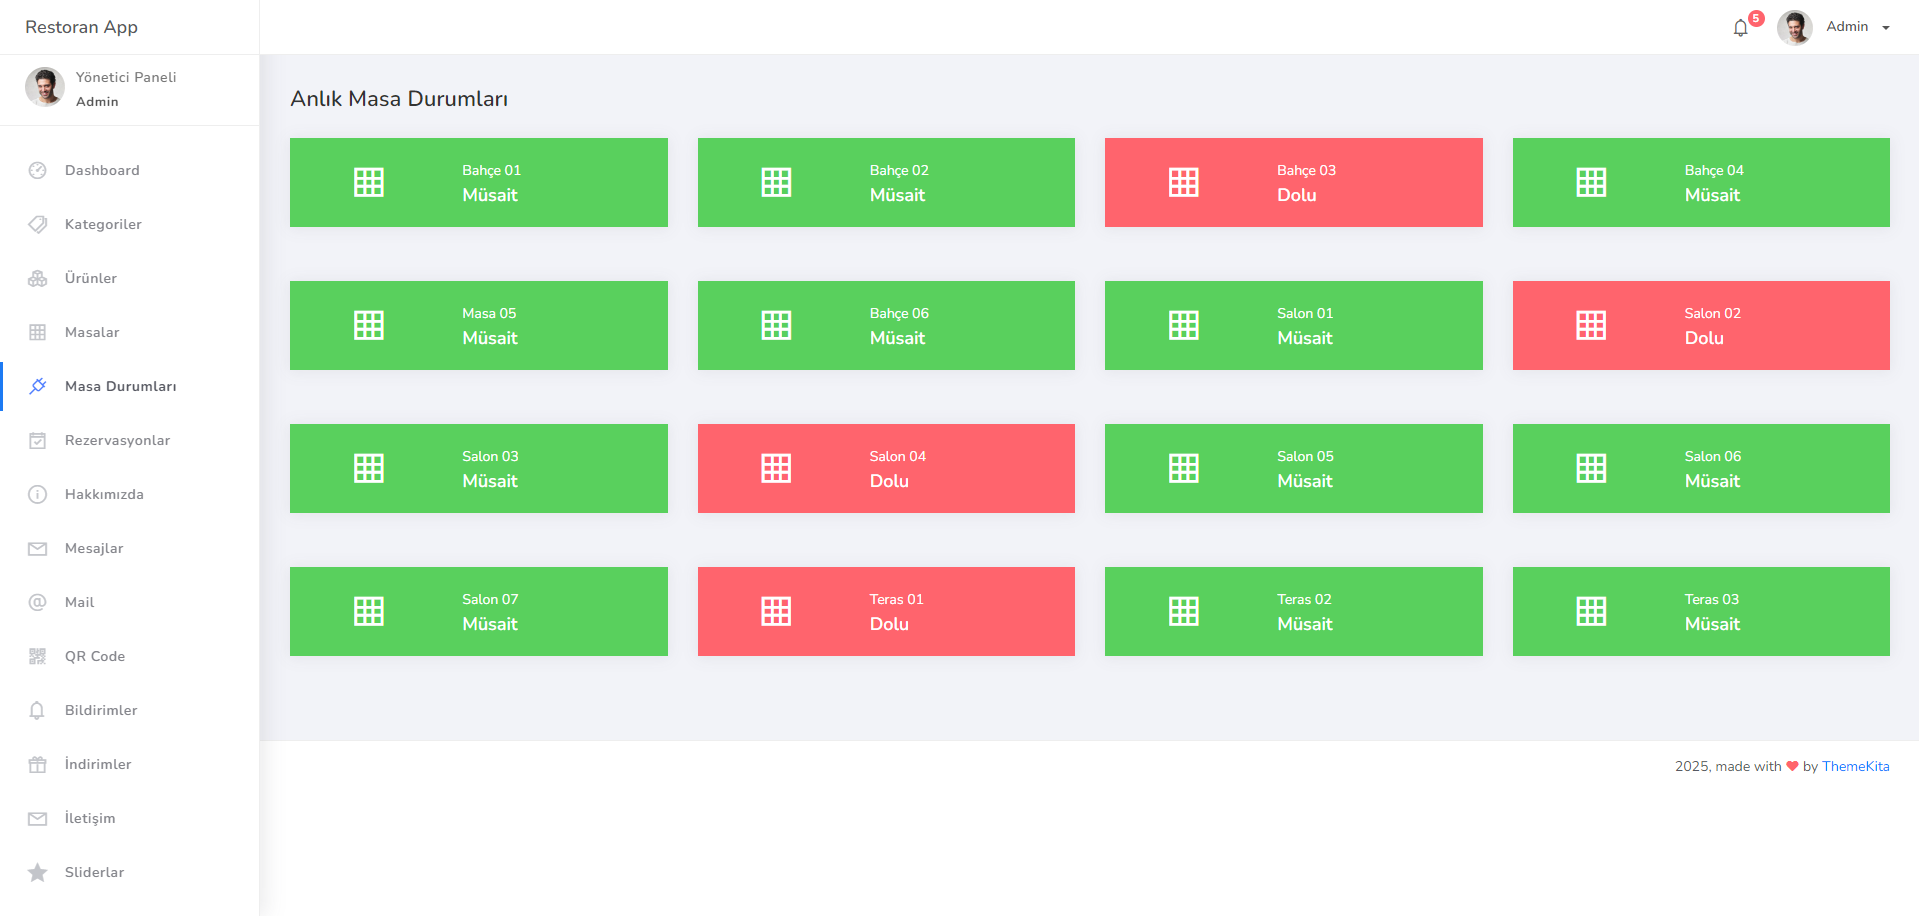 Restoran App
5
Admin
Yönetici Paneli
Admin
Dashboard
Kategoriler
Ürünler
Masalar
Masa Durumları
Rezervasyonlar
Hakkımızda
Mesajlar
Mail
QR Code
Bildirimler
İndirimler
İletişim
Sliderlar
Anlık Masa Durumları
Bahçe 01
Müsait
Bahçe 02
Müsait
Bahçe 03
Dolu
Bahçe 04
Müsait
Masa 05
Müsait
Bahçe 06
Müsait
Salon 01
Müsait
Salon 02
Dolu
Salon 03
Müsait
Salon 04
Dolu
Salon 05
Müsait
Salon 06
Müsait
Salon 07
Müsait
Teras 01
Dolu
Teras 02
Müsait
Teras 03
Müsait
2025, made with ❤ by ThemeKita